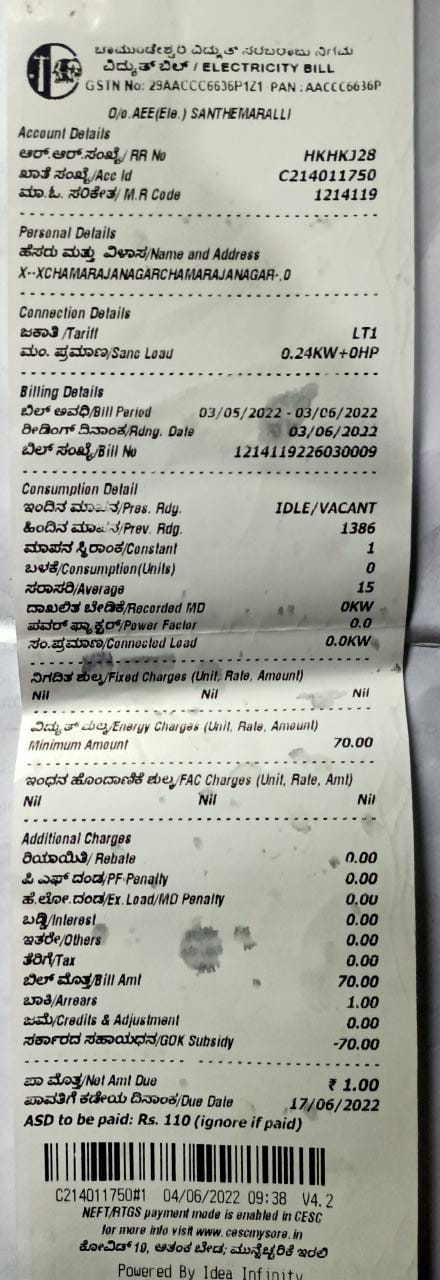 ಚಾಮುಂಡೇಶ್ವರಿ ವಿದ್ಯುತ್ ಸರಬರಾಜು ನಿಗಮ
ವಿದ್ಯುತ್ ಬಿಲ್ / ELECTRICITY BILL
GSTN No: 29AACCC6636P1Z1 PAN : AACCC6636P
O/o.AEE(Ele.) SANTHEMARALLI
Account Details
ಆರ್.ಆರ್.ಸಂಖ್ಯೆ/ RR No HKHKJ28
ಖಾತೆ ಸಂಖ್ಯೆ/Acc Id C214011750
ಮಾ.ಓ. ಸಂಕೇತ/ M.R Code 1214119
Personal Details
ಹೆಸರು ಮತ್ತು ವಿಳಾಸ/Name and Address
X--XCHAMARAJANAGARCHAMARAJANAGAR-.0
Connection Details
ಜಕಾತಿ /Tariff LT1
ಮಂ. ಪ್ರಮಾಣ/Sanc Load 0.24KW+0HP
Billing Details
ಬಿಲ್ ಅವಧಿ/Bill Period 03/05/2022 - 03/06/2022
ರೀಡಿಂಗ್ ದಿನಾಂಕ/Rdng. Date 03/06/2022
ಬಿಲ್ ಸಂಖ್ಯೆ/Bill No 1214119226030009
Consumption Detail
ಇಂದಿನ ಮಾಪನ/Pres. Rdg. IDLE/VACANT
ಹಿಂದಿನ ಮಾಪನ/Prev. Rdg. 1386
ಮಾಪನ ಸ್ಥಿರಾಂಕ/Constant 1
ಬಳಕೆ/Consumption(Units) 0
ಸರಾಸರಿ/Average 15
ದಾಖಲಿತ ಬೇಡಿಕೆ/Recorded MD 0KW
ಪವರ್ ಫ್ಯಾಕ್ಟರ್/Power Factor 0.0
ಸಂ.ಪ್ರಮಾಣ/Connected Load 0.0KW
ನಿಗದಿತ ಶುಲ್ಕ/Fixed Charges (Unit, Rate, Amount)
Nil Nil Nil
ವಿದ್ಯುತ್ ಶುಲ್ಕ/Energy Charges (Unit, Rate, Amount)
Minimum Amount 70.00
ಇಂಧನ ಹೊಂದಾಣಿಕೆ ಶುಲ್ಕ/FAC Charges (Unit, Rate, Amt)
Nil Nil Nil
Additional Charges
ರಿಯಾಯಿತಿ/ Rebate 0.00
ಪಿ ಎಫ್ ದಂಡ/PF Penalty 0.00
ಹೆ.ಲೋ.ದಂಡ/Ex.Load/MD Penalty 0.00
ಬಡ್ಡಿ/Interest 0.00
ಇತರೇ/Others 0.00
ತೆರಿಗೆ/Tax 0.00
ಬಿಲ್ ಮೊತ್ತ/Bill Amt 70.00
ಬಾಕಿ/Arrears 1.00
ಜಮೆ/Credits & Adjustment 0.00
ಸರ್ಕಾರದ ಸಹಾಯಧನ/GOK Subsidy -70.00
ಪಾ ಮೊತ್ತ/Net Amt Due ₹ 1.00
ಪಾವತಿಗೆ ಕಡೆಯ ದಿನಾಂಕ/Due Date 17/06/2022
ASD to be paid: Rs. 110 (ignore if paid)
C214011750#1 04/06/2022 09:38 V4.2
NEFT/RTGS payment mode is enabled in CESC
for more info visit www.cescmysore.in
ಕೋವಿಡ್ 19, ಆತಂಕ ಬೇಡ; ಮುನ್ನೆಚ್ಚರಿಕೆ ಇರಲಿ
Powered By Idea Infinity